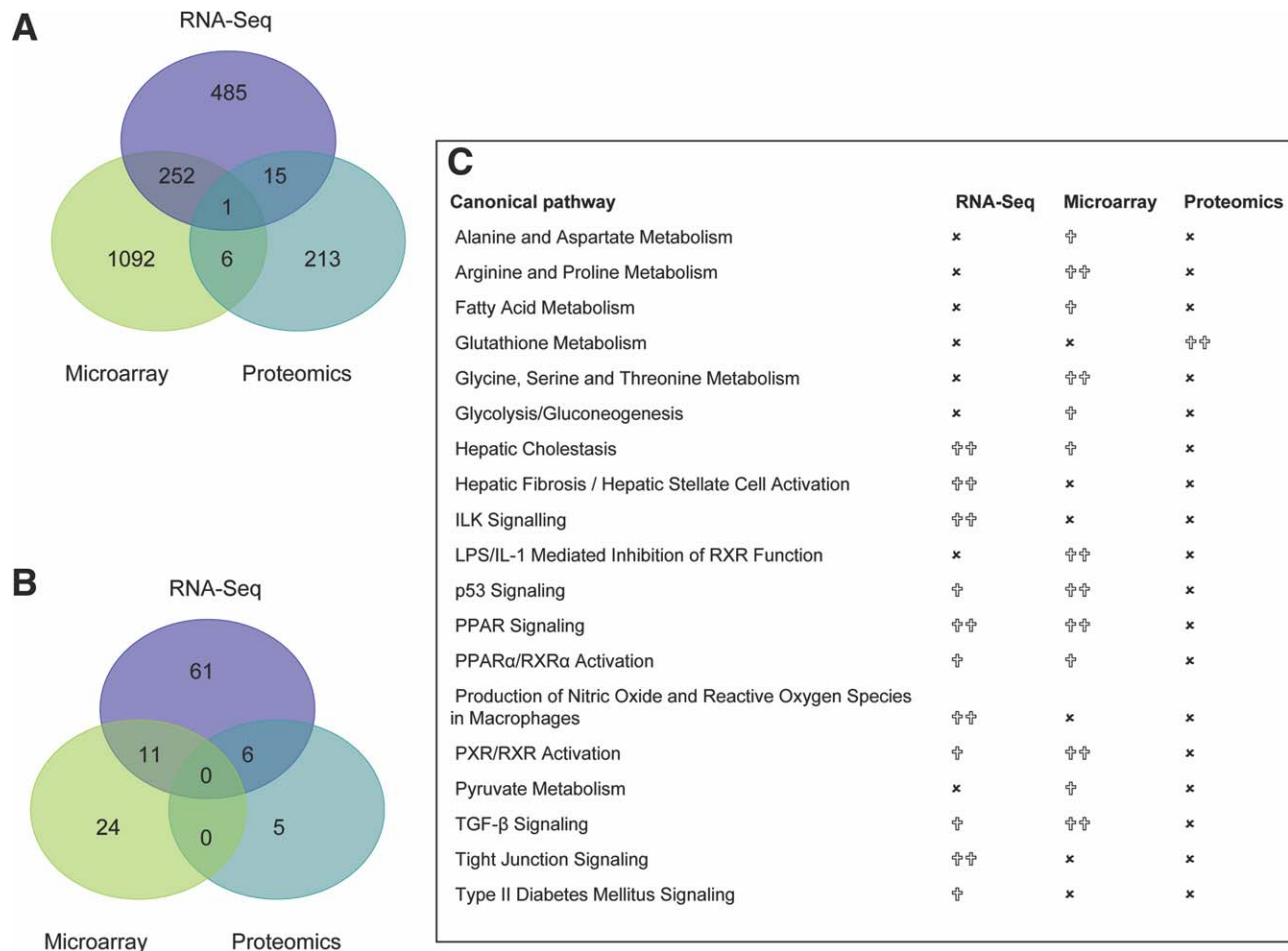 A
RNA-Seq
485
252
15
1
1092
6
213
Microarray Proteomics
B
RNA-Seq
61
11
6
0
24
0
5
Microarray Proteomics
C
Canonical pathway RNA-Seq Microarray Proteomics
Alanine and Aspartate Metabolism × ✞ ×
Arginine and Proline Metabolism × ✞✞ ×
Fatty Acid Metabolism × ✞ ×
Glutathione Metabolism × × ✞✞
Glycine, Serine and Threonine Metabolism × ✞✞ ×
Glycolysis/Gluconeogenesis × ✞ ×
Hepatic Cholestasis ✞✞ ✞ ×
Hepatic Fibrosis / Hepatic Stellate Cell Activation ✞✞ × ×
ILK Signalling ✞✞ × ×
LPS/IL-1 Mediated Inhibition of RXR Function × ✞✞ ×
p53 Signaling ✞ ✞✞ ×
PPAR Signaling ✞✞ ✞✞ ×
PPARα/RXRα Activation ✞ ✞ ×
Production of Nitric Oxide and Reactive Oxygen Species
in Macrophages ✞✞ × ×
PXR/RXR Activation ✞ ✞✞ ×
Pyruvate Metabolism × ✞ ×
TGF-β Signaling ✞ ✞✞ ×
Tight Junction Signaling ✞✞ × ×
Type II Diabetes Mellitus Signaling ✞ × ×